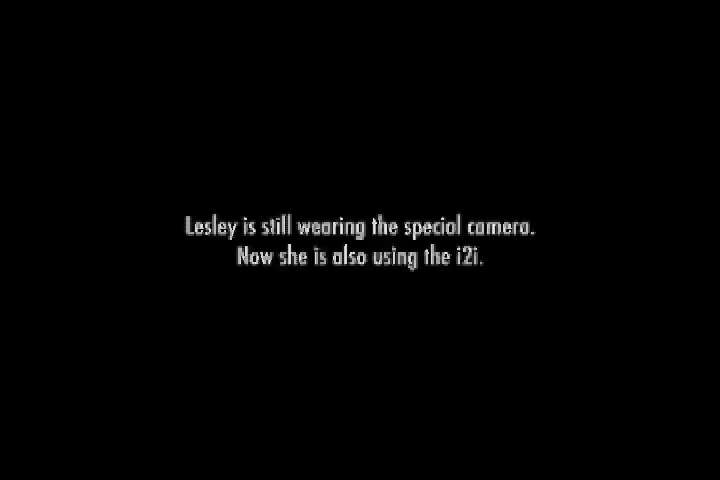 Lesley is still wearing the special camera.
Now she is also using the i2i.